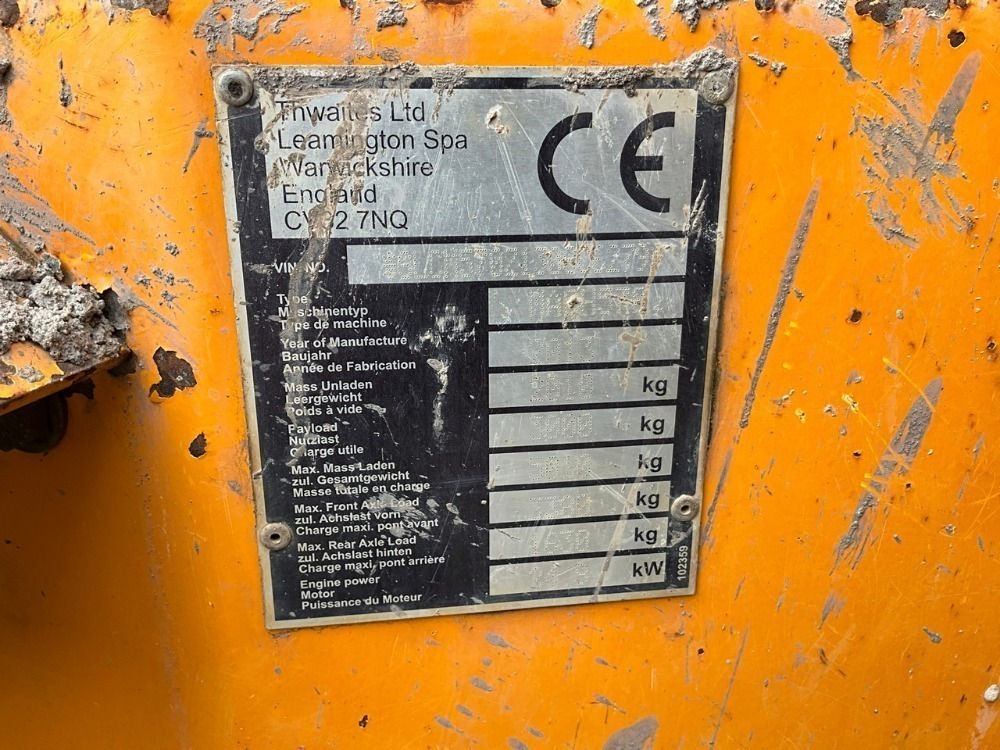 Thwaites Ltd
Leamington Spa
Warwickshire
England
CV32 7NQ
CE
VIN. NO.
Type
Maschinentyp
Type de machine
Year of Manufacture
Baujahr
Année de Fabrication
Mass Unladen
Leergewicht
Poids à vide
kg
Payload
Nutzlast
Charge utile
kg
Max. Mass Laden
zul. Gesamtgewicht
Masse totale en charge
kg
Max. Front Axle Load
zul. Achslast vorn
Charge maxi. pont avant
kg
Max. Rear Axle Load
zul. Achslast hinten
Charge maxi. pont arrière
kg
Engine power
Motor
Puissance du Moteur
kW
102359